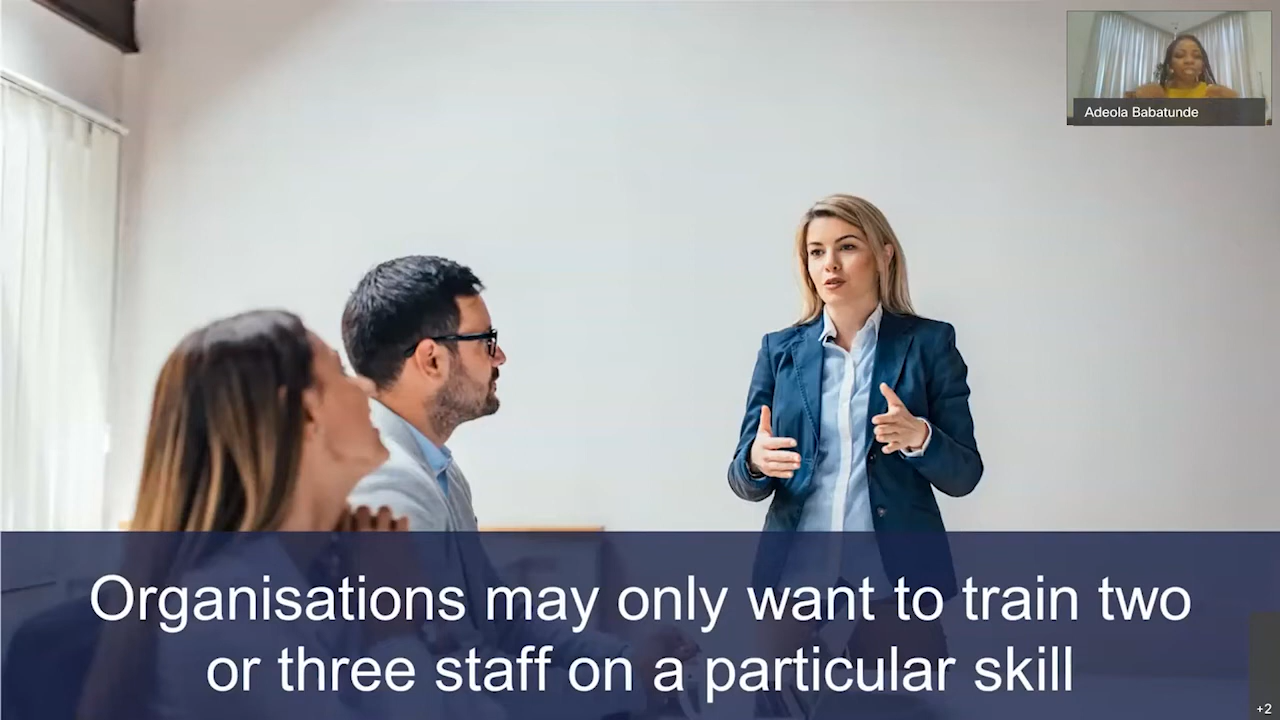 Adeola Babatunde
Organisations may only want to train two
or three staff on a particular skill
+2